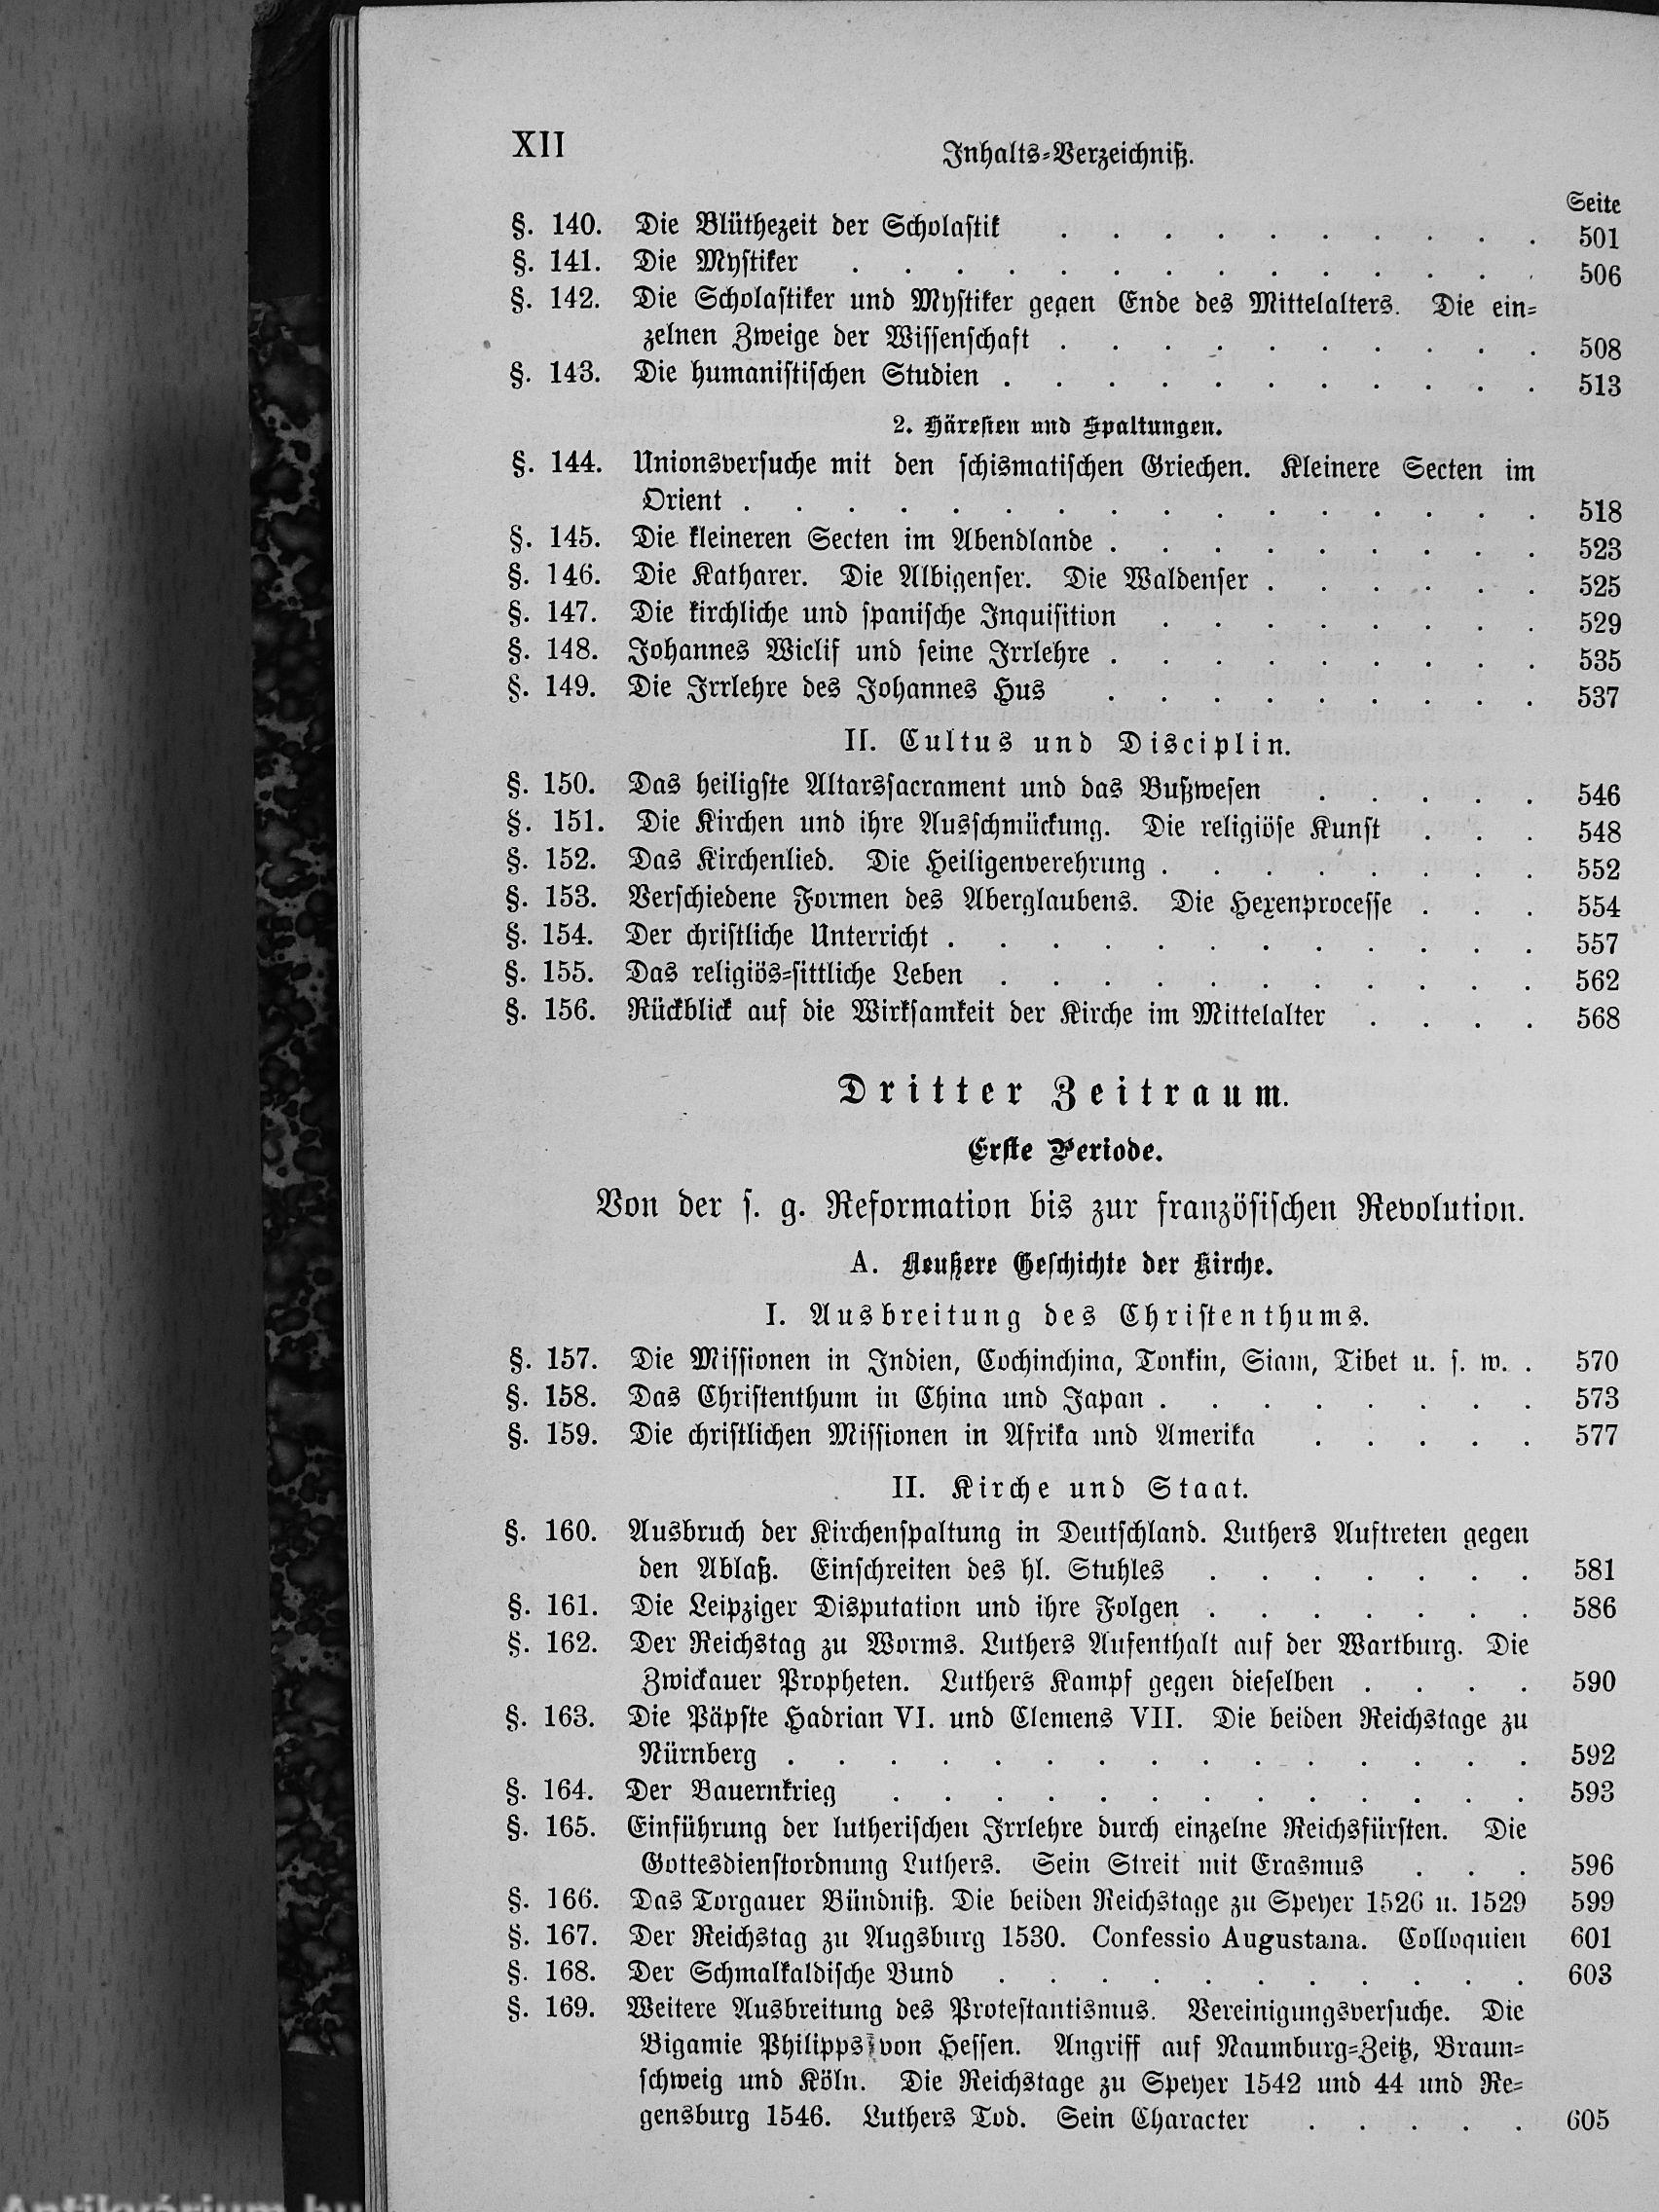 XII
Inhalts-Verzeichniß.
Seite
§. 140. Die Blüthezeit der Scholastik . . . . . . . . . . 501
§. 141. Die Mystiker . . . . . . . . . . . . . . 506
§. 142. Die Scholastiker und Mystiker gegen Ende des Mittelalters. Die ein-
zelnen Zweige der Wissenschaft . . . . . . . . . . 508
§. 143. Die humanistischen Studien . . . . . . . . . . . 513
2. Häresien und Spaltungen.
§. 144. Unionsversuche mit den schismatischen Griechen. Kleinere Secten im
Orient . . . . . . . . . . . . . . . . 518
§. 145. Die kleineren Secten im Abendlande . . . . . . . . . 523
§. 146. Die Katharer. Die Albigenser. Die Waldenser . . . . . . 525
§. 147. Die kirchliche und spanische Inquisition . . . . . . . . 529
§. 148. Johannes Wiclif und seine Irrlehre . . . . . . . . . 535
§. 149. Die Irrlehre des Johannes Hus . . . . . . . . . 537
II. Cultus und Disciplin.
§. 150. Das heiligste Altarssacrament und das Bußwesen . . . . . 546
§. 151. Die Kirchen und ihre Ausschmückung. Die religiöse Kunst . . . 548
§. 152. Das Kirchenlied. Die Heiligenverehrung . . . . . . . . 552
§. 153. Verschiedene Formen des Aberglaubens. Die Hexenprocesse . . . 554
§. 154. Der christliche Unterricht . . . . . . . . . . . . 557
§. 155. Das religiös-sittliche Leben . . . . . . . . . . . 562
§. 156. Rückblick auf die Wirksamkeit der Kirche im Mittelalter . . . . 568
Dritter Zeitraum.
Erste Periode.
Von der s. g. Reformation bis zur französischen Revolution.
A. Aeußere Geschichte der Kirche.
I. Ausbreitung des Christenthums.
§. 157. Die Missionen in Indien, Cochinchina, Tonkin, Siam, Tibet u. s. w. . 570
§. 158. Das Christenthum in China und Japan . . . . . . . . 573
§. 159. Die christlichen Missionen in Afrika und Amerika . . . . . 577
II. Kirche und Staat.
§. 160. Ausbruch der Kirchenspaltung in Deutschland. Luthers Auftreten gegen
den Ablaß. Einschreiten des hl. Stuhles . . . . . . . 581
§. 161. Die Leipziger Disputation und ihre Folgen . . . . . . . 586
§. 162. Der Reichstag zu Worms. Luthers Aufenthalt auf der Wartburg. Die
Zwickauer Propheten. Luthers Kampf gegen dieselben . . . . 590
§. 163. Die Päpste Hadrian VI. und Clemens VII. Die beiden Reichstage zu
Nürnberg . . . . . . . . . . . . . . . 592
§. 164. Der Bauernkrieg . . . . . . . . . . . . . 593
§. 165. Einführung der lutherischen Irrlehre durch einzelne Reichsfürsten. Die
Gottesdienstordnung Luthers. Sein Streit mit Erasmus . . . 596
§. 166. Das Torgauer Bündniß. Die beiden Reichstage zu Speyer 1526 u. 1529 599
§. 167. Der Reichstag zu Augsburg 1530. Confessio Augustana. Colloquien 601
§. 168. Der Schmalkaldische Bund . . . . . . . . . . . 603
§. 169. Weitere Ausbreitung des Protestantismus. Vereinigungsversuche. Die
Bigamie Philipps von Hessen. Angriff auf Naumburg-Zeitz, Braun-
schweig und Köln. Die Reichstage zu Speyer 1542 und 44 und Re-
gensburg 1546. Luthers Tod. Sein Character . . . . . 605
Antikvárium.hu